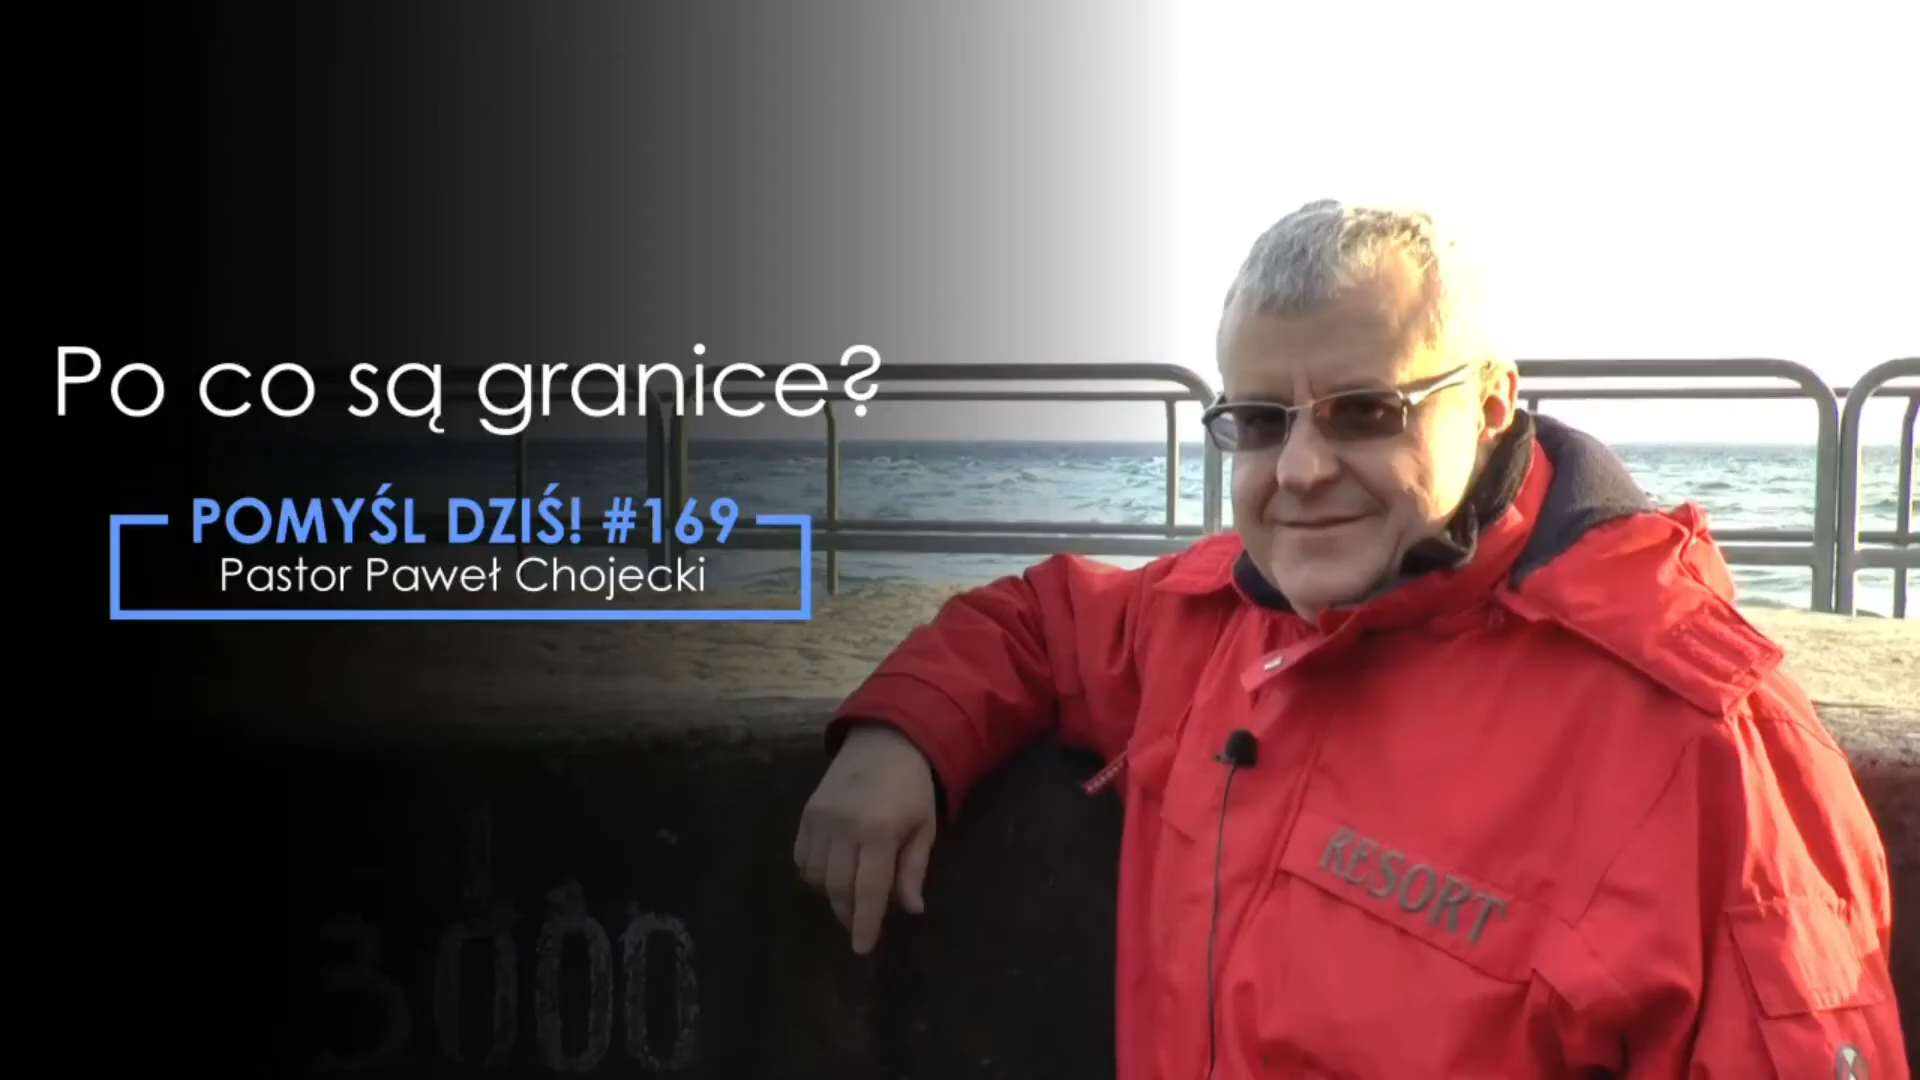 Po co są granice?
POMYŚL DZIŚ! #169
Pastor Paweł Chojecki
RESORT
3000